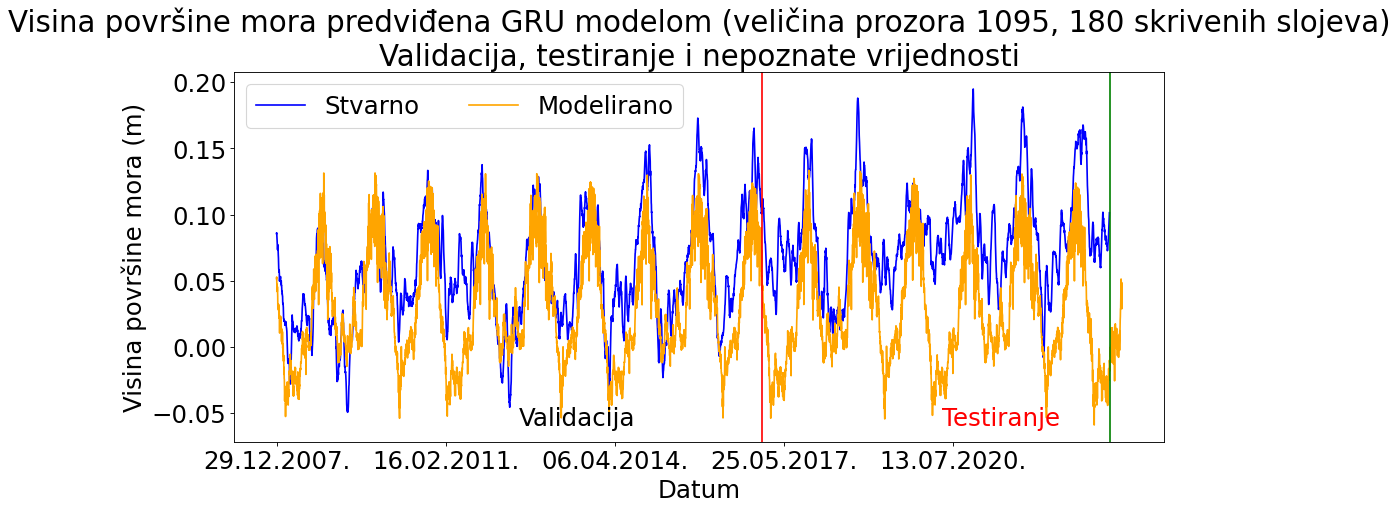 Visina površine mora predviđena GRU modelom (veličina prozora 1095, 180 skrivenih slojeva)
Validacija, testiranje i nepoznate vrijednosti
Stvarno
Modelirano
Visina površine mora (m)
0.20
0.15
0.10
0.05
0.00
−0.05
Validacija
Testiranje
29.12.2007.
16.02.2011.
06.04.2014.
25.05.2017.
13.07.2020.
Datum